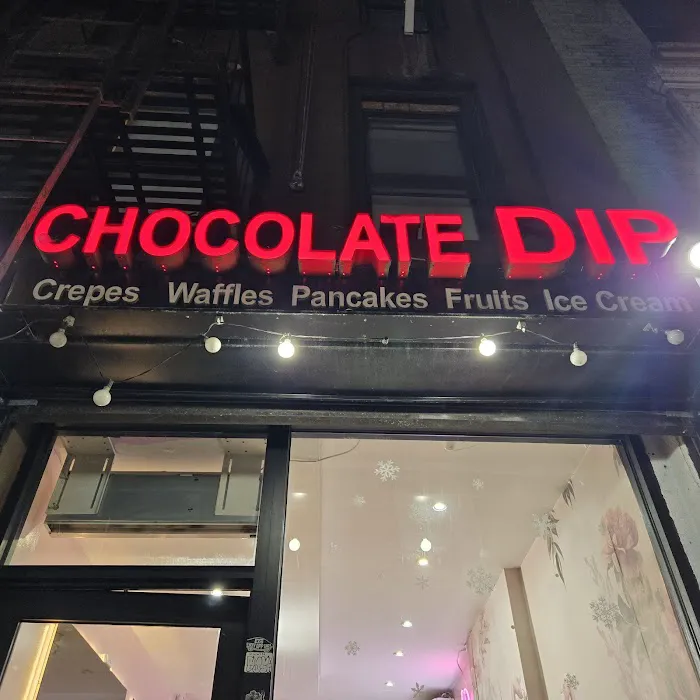 CHOCOLATE DIP
Crepes Waffles Pancakes Fruits Ice Cream